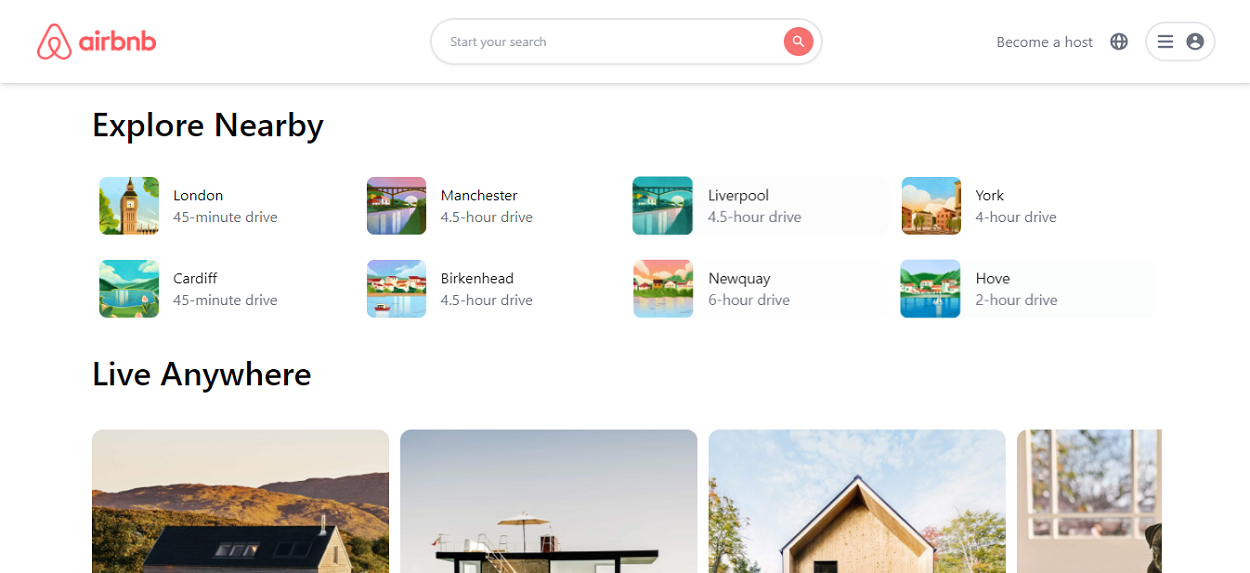 airbnb
Start your search
Become a host
Explore Nearby
London
45-minute drive
Manchester
4.5-hour drive
Liverpool
4.5-hour drive
York
4-hour drive
Cardiff
45-minute drive
Birkenhead
4.5-hour drive
Newquay
6-hour drive
Hove
2-hour drive
Live Anywhere